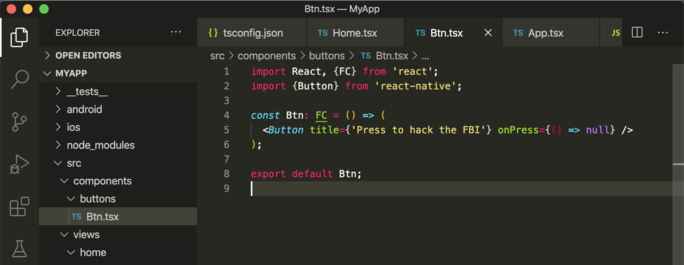 Btn.tsx — MyApp
EXPLORER ···
{} tsconfig.json TS Home.tsx TS Btn.tsx × TS App.tsx JS
OPEN EDITORS
MYAPP
__tests__
android
ios
node_modules
src
components
buttons
TS Btn.tsx
views
home
src > components > buttons > TS Btn.tsx > ...
1 import React, {FC} from 'react';
2 import {Button} from 'react-native';
3
4 const Btn: FC = () => (
5 <Button title={'Press to hack the FBI'} onPress={() => null} />
6 );
7
8 export default Btn;
9